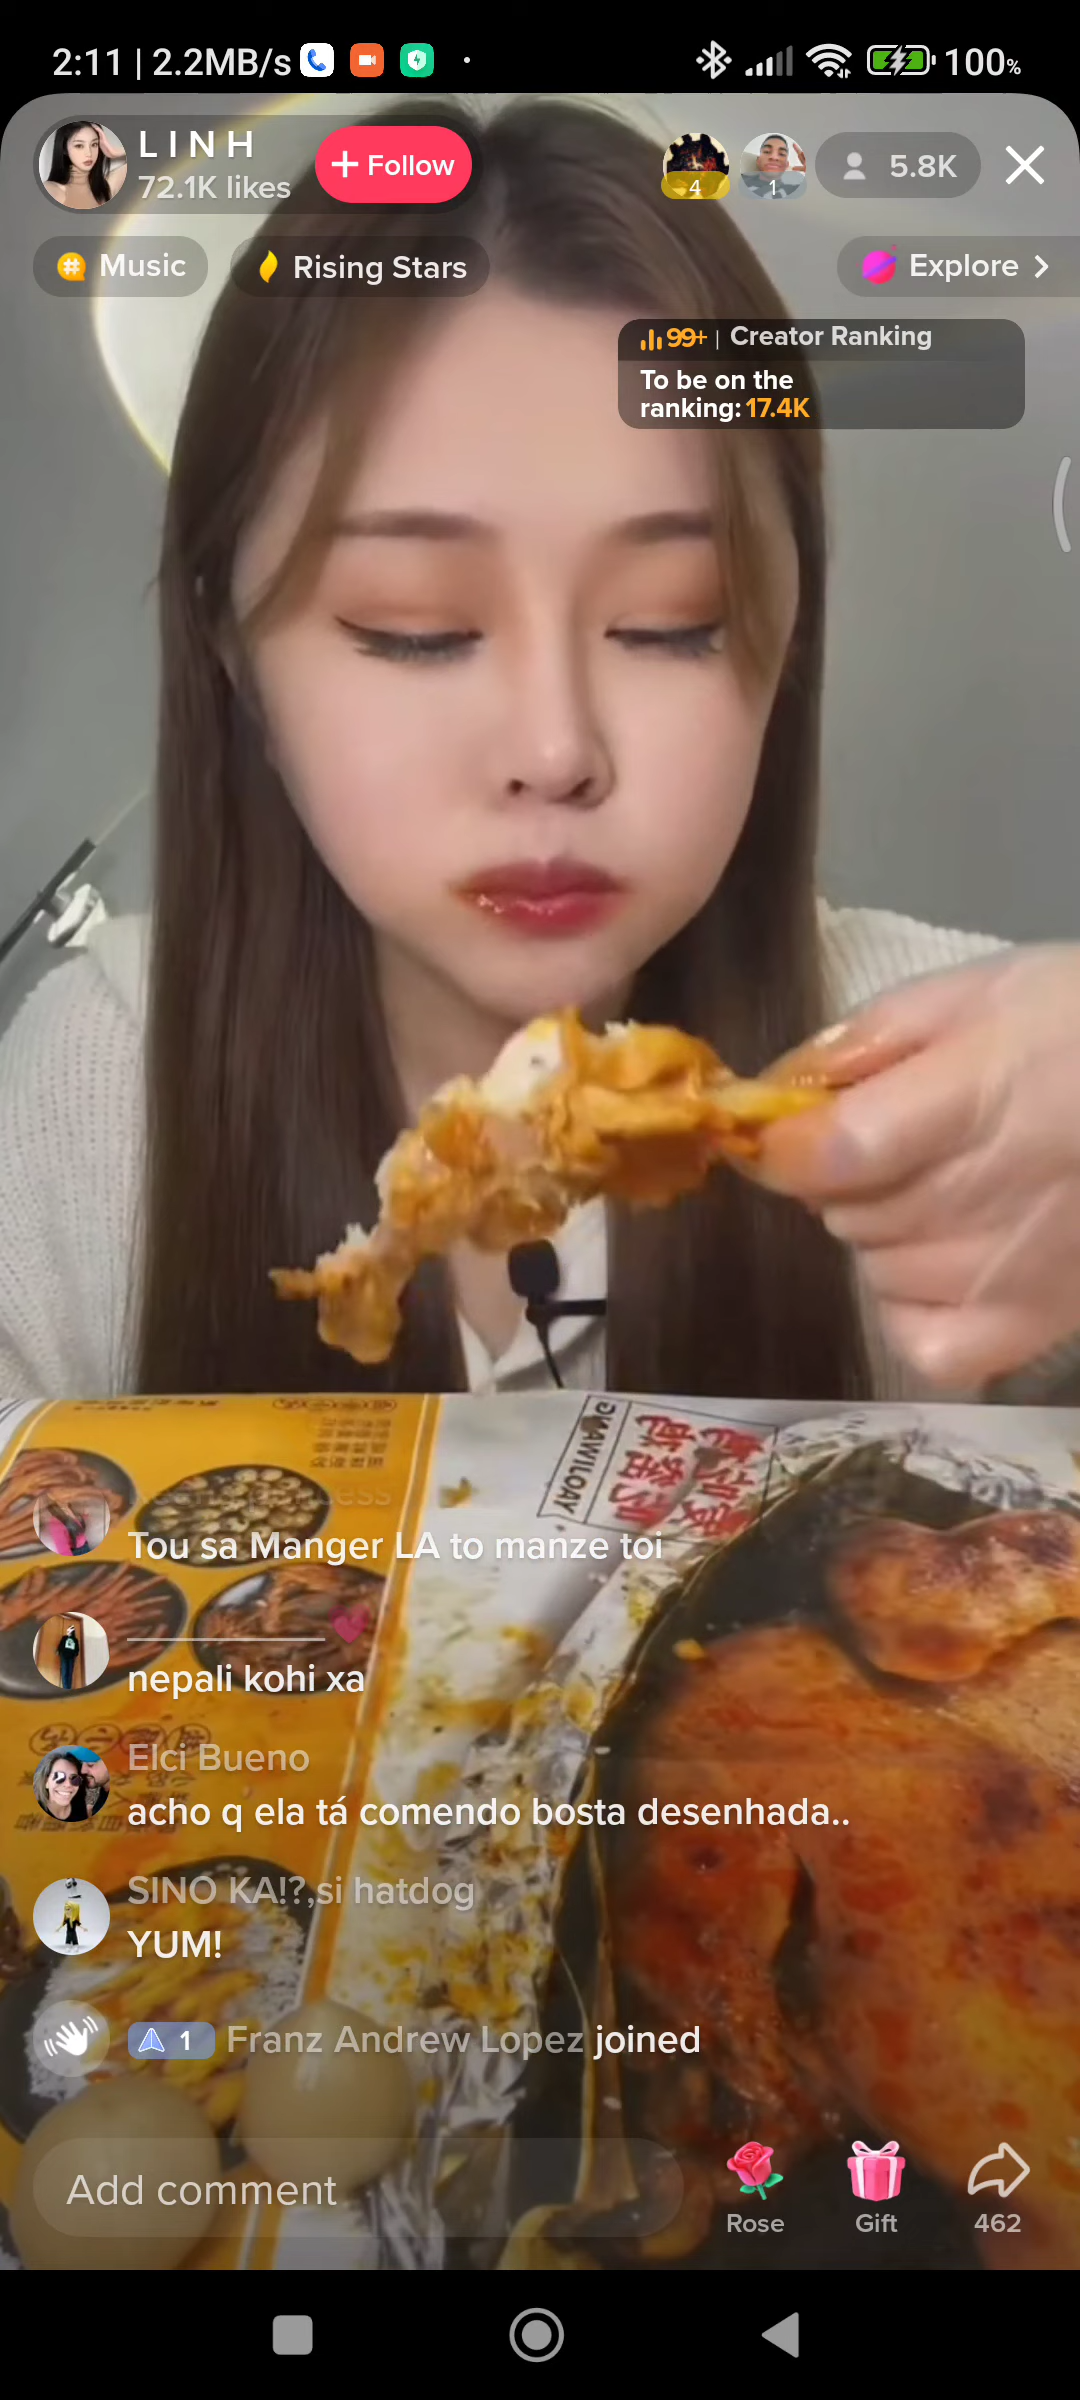 2:11 | 2.2MB/s
100%
L I N H
72.1K likes
+ Follow
4
1
5.8K
Music
Rising Stars
Explore >
99+ | Creator Ranking
To be on the
ranking: 17.4K
Tou sa Manger LA to manze toi
nepali kohi xa
Elci Bueno
acho q ela tá comendo bosta desenhada..
SINO KA!?,si hatdog
YUM!
1 Franz Andrew Lopez joined
Add comment
Rose
Gift
462